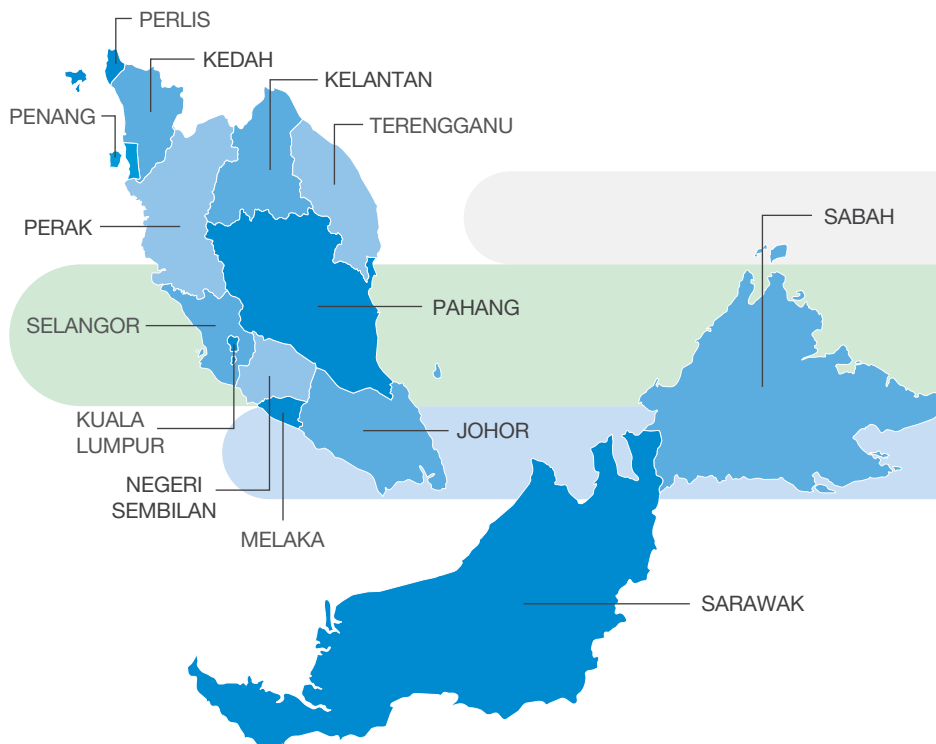 PERLIS
KEDAH
KELANTAN
PENANG
TERENGGANU
PERAK
SABAH
PAHANG
SELANGOR
KUALA
LUMPUR
JOHOR
NEGERI
SEMBILAN
MELAKA
SARAWAK